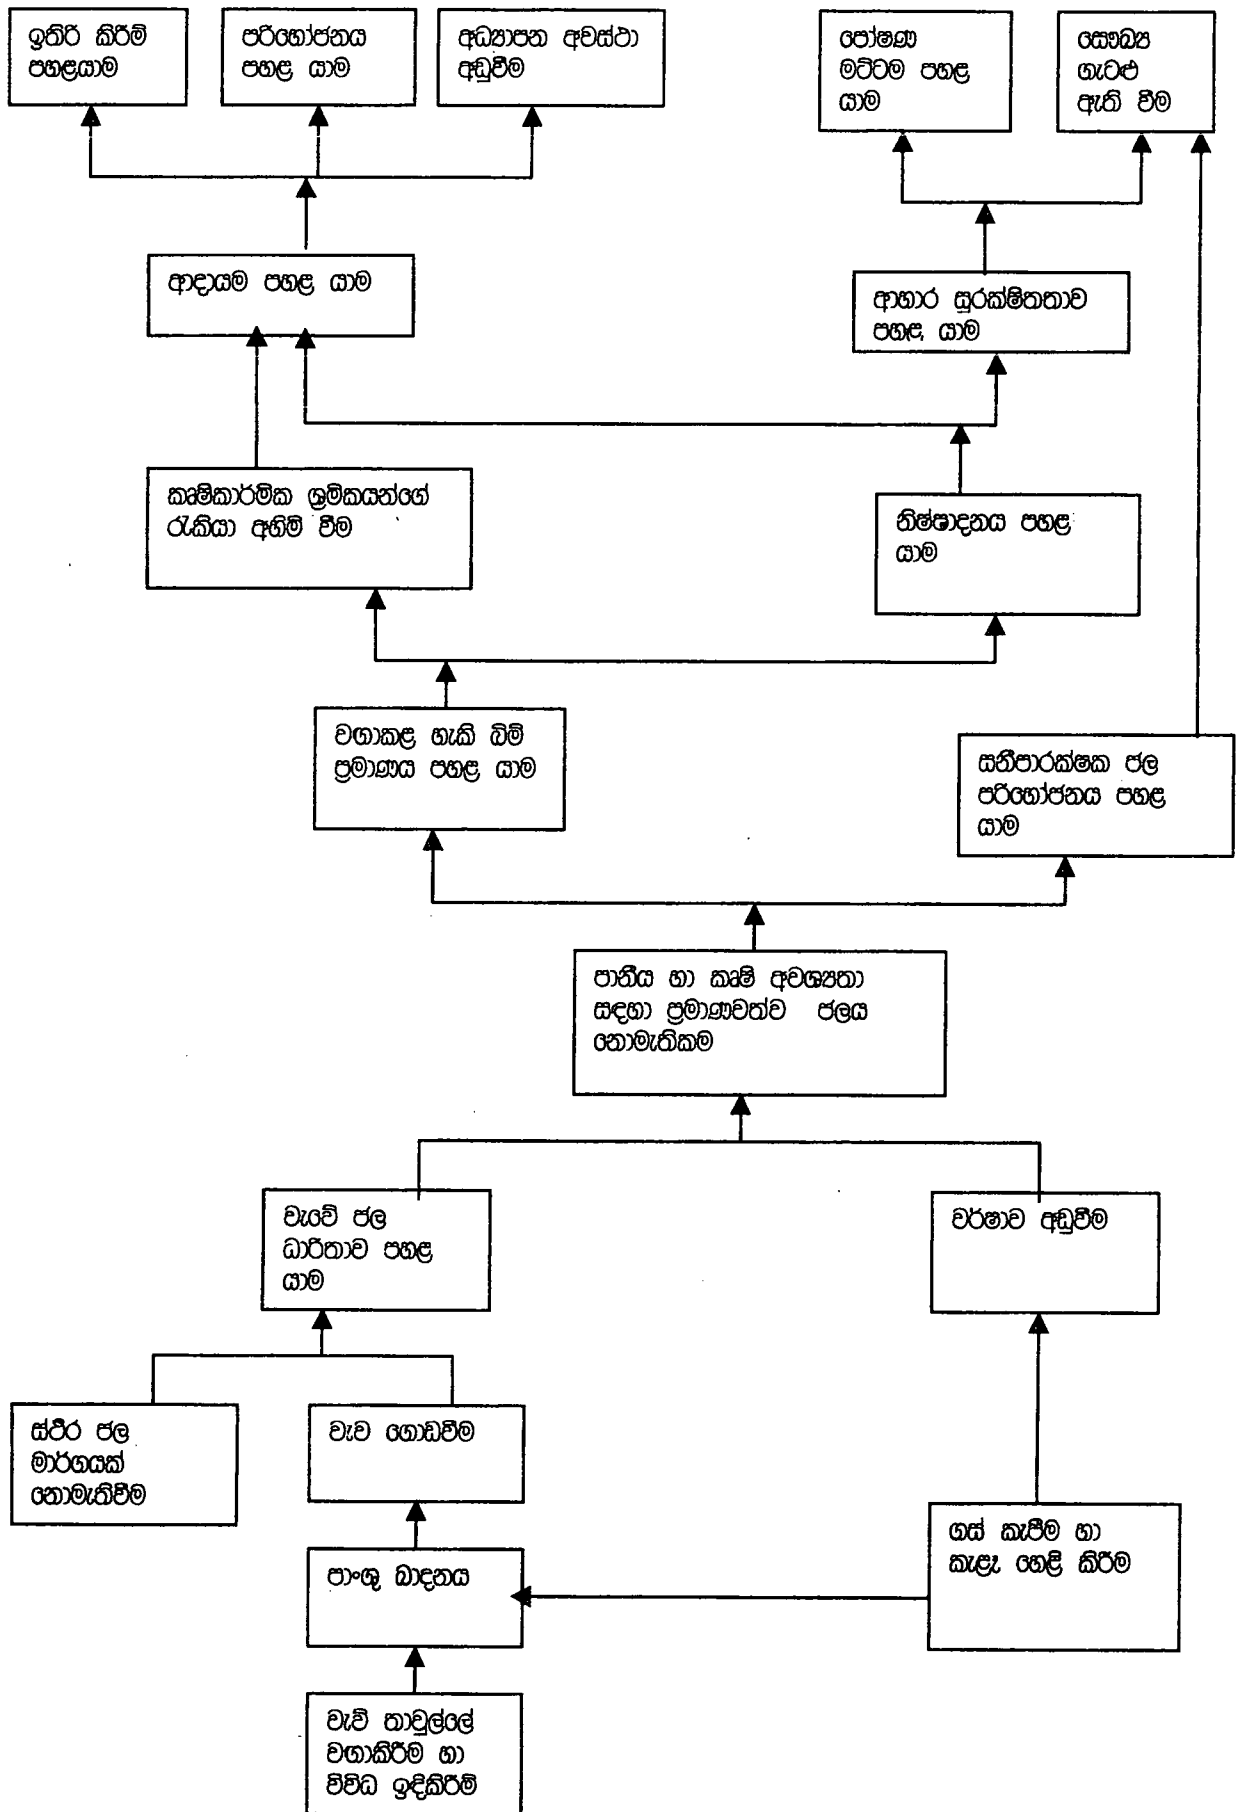 ඉතිරි කිරීම්
පහළයාම
පරිභෝජනය
පහළ යාම
අධ්‍යාපන අවස්ථා
අඩුවීම
පෝෂණ
මට්ටම පහළ
යාම
සෞඛ්‍ය
ගැටළු
ඇති වීම
ආදායම පහළ යාම
ආහාර සුරක්ෂිතතාව
පහළ යාම
කෘෂිකාර්මික ශ්‍රමිකයන්ගේ
රැකියා අහිමි වීම
නිෂ්පාදනය පහළ
යාම
වගාකළ හැකි බිම්
ප්‍රමාණය පහළ යාම
සනීපාරක්ෂක ජල
පරිභෝජනය පහළ
යාම
පානීය හා කෘෂි අවශ්‍යතා
සඳහා ප්‍රමාණවත්ව ජලය
නොමැතිකම
වැවේ ජල
ධාරිතාව පහළ
යාම
වර්ෂාව අඩුවීම
ස්ථිර ජල
මාර්ගයක්
නොමැතිවීම
වැව ගොඩවීම
ගස් කැපීම හා
කැළෑ හෙළි කිරීම
පාංශු ඛාදනය
වැව් තාවුල්ලේ
වගාකිරීම හා
විවිධ ඉදිකිරීම්